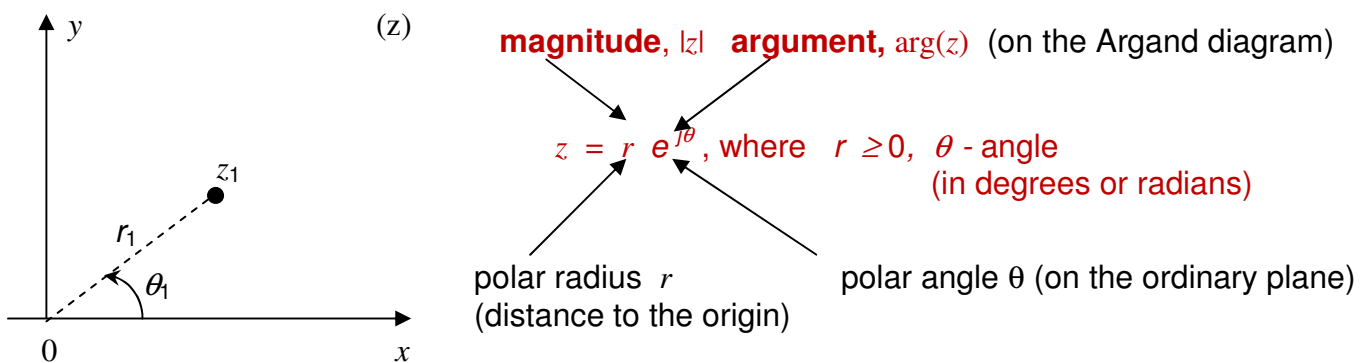 y
(z)
z₁
r₁
θ₁
0
x
magnitude, |z| argument, arg(z) (on the Argand diagram)
z = r e^{jθ}, where r ≥0, θ - angle
(in degrees or radians)
polar radius r
(distance to the origin)
polar angle θ (on the ordinary plane)